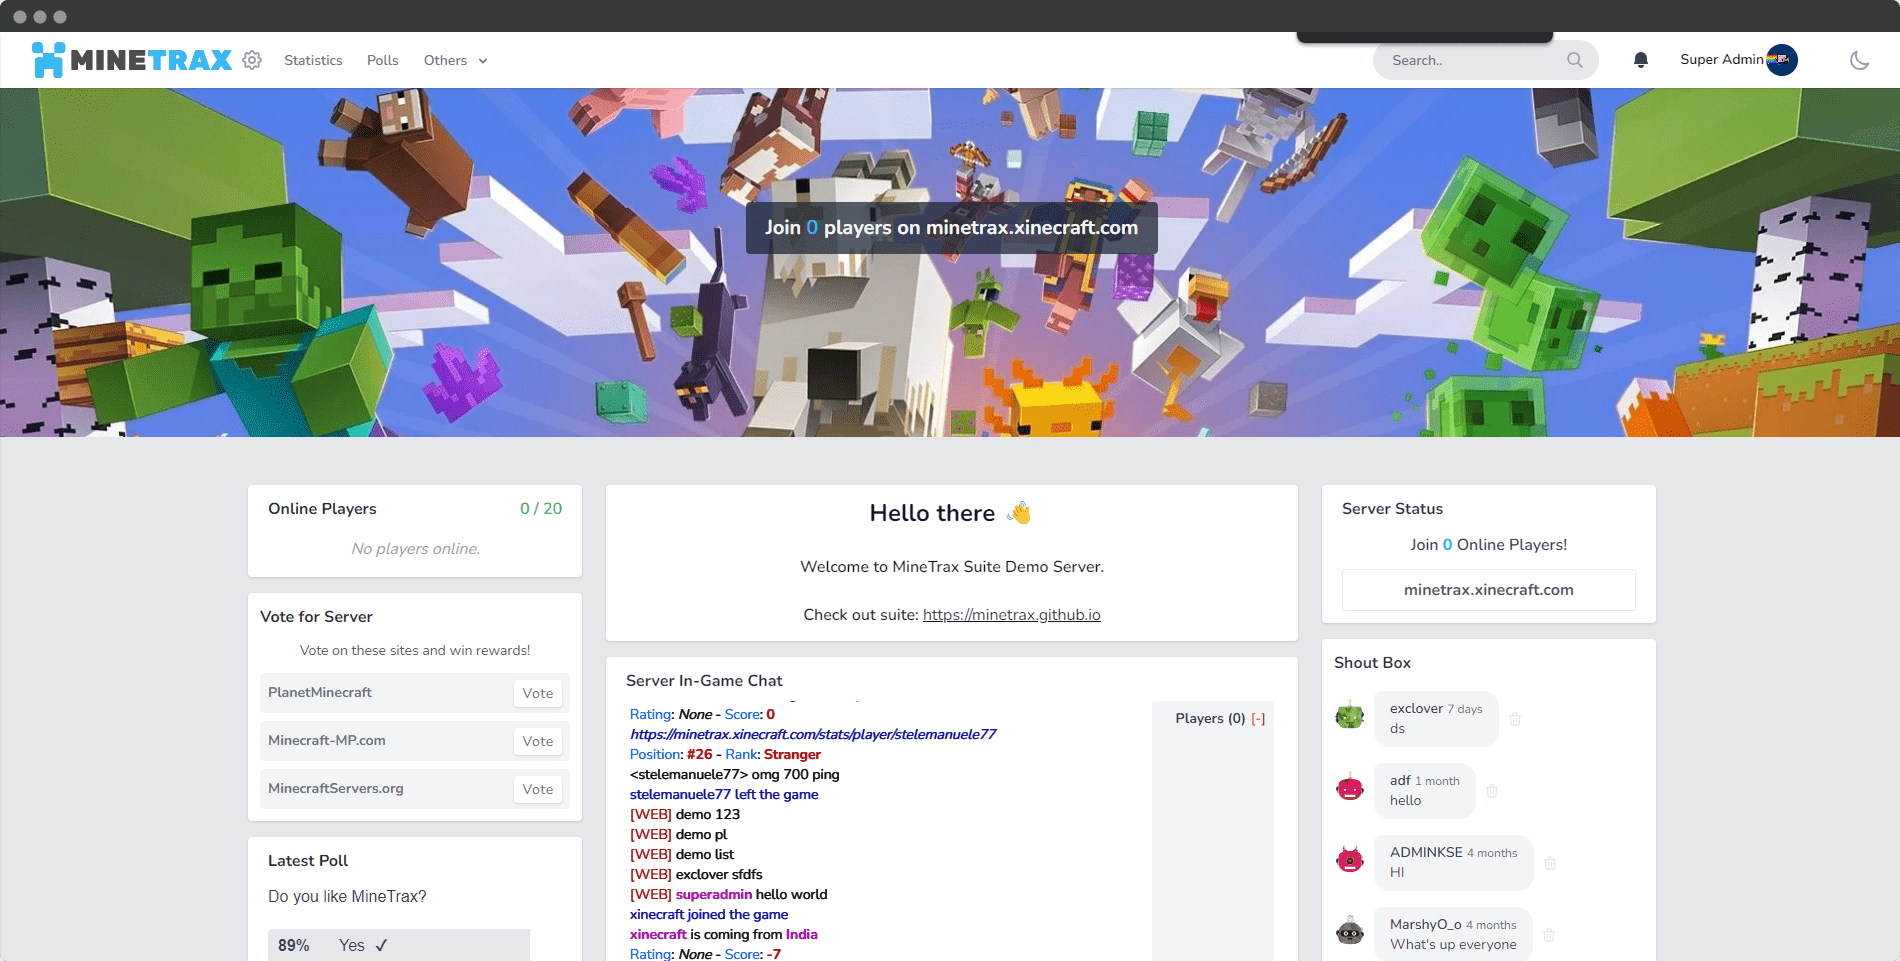 MINETRAX
Statistics
Polls
Others
Search..
Super Admin
Join 0 players on minetrax.xinecraft.com
Online Players
0 / 20
No players online.
Vote for Server
Vote on these sites and win rewards!
PlanetMinecraft
Vote
Minecraft-MP.com
Vote
MinecraftServers.org
Vote
Latest Poll
Do you like MineTrax?
89% Yes ✓
Hello there 👋
Welcome to MineTrax Suite Demo Server.
Check out suite: https://minetrax.github.io
Server In-Game Chat
Rating: None - Score: 0
https://minetrax.xinecraft.com/stats/player/stelemanuele77
Position: #26 - Rank: Stranger
<stelemanuele77> omg 700 ping
stelemanuele77 left the game
[WEB] demo 123
[WEB] demo pl
[WEB] demo list
[WEB] exclover sfdfs
[WEB] superadmin hello world
xinecraft joined the game
xinecraft is coming from India
Rating: None - Score: -7
Players (0) [-]
Server Status
Join 0 Online Players!
minetrax.xinecraft.com
Shout Box
exclover 7 days
ds
adf 1 month
hello
ADMINKSE 4 months
HI
MarshyO_o 4 months
What's up everyone